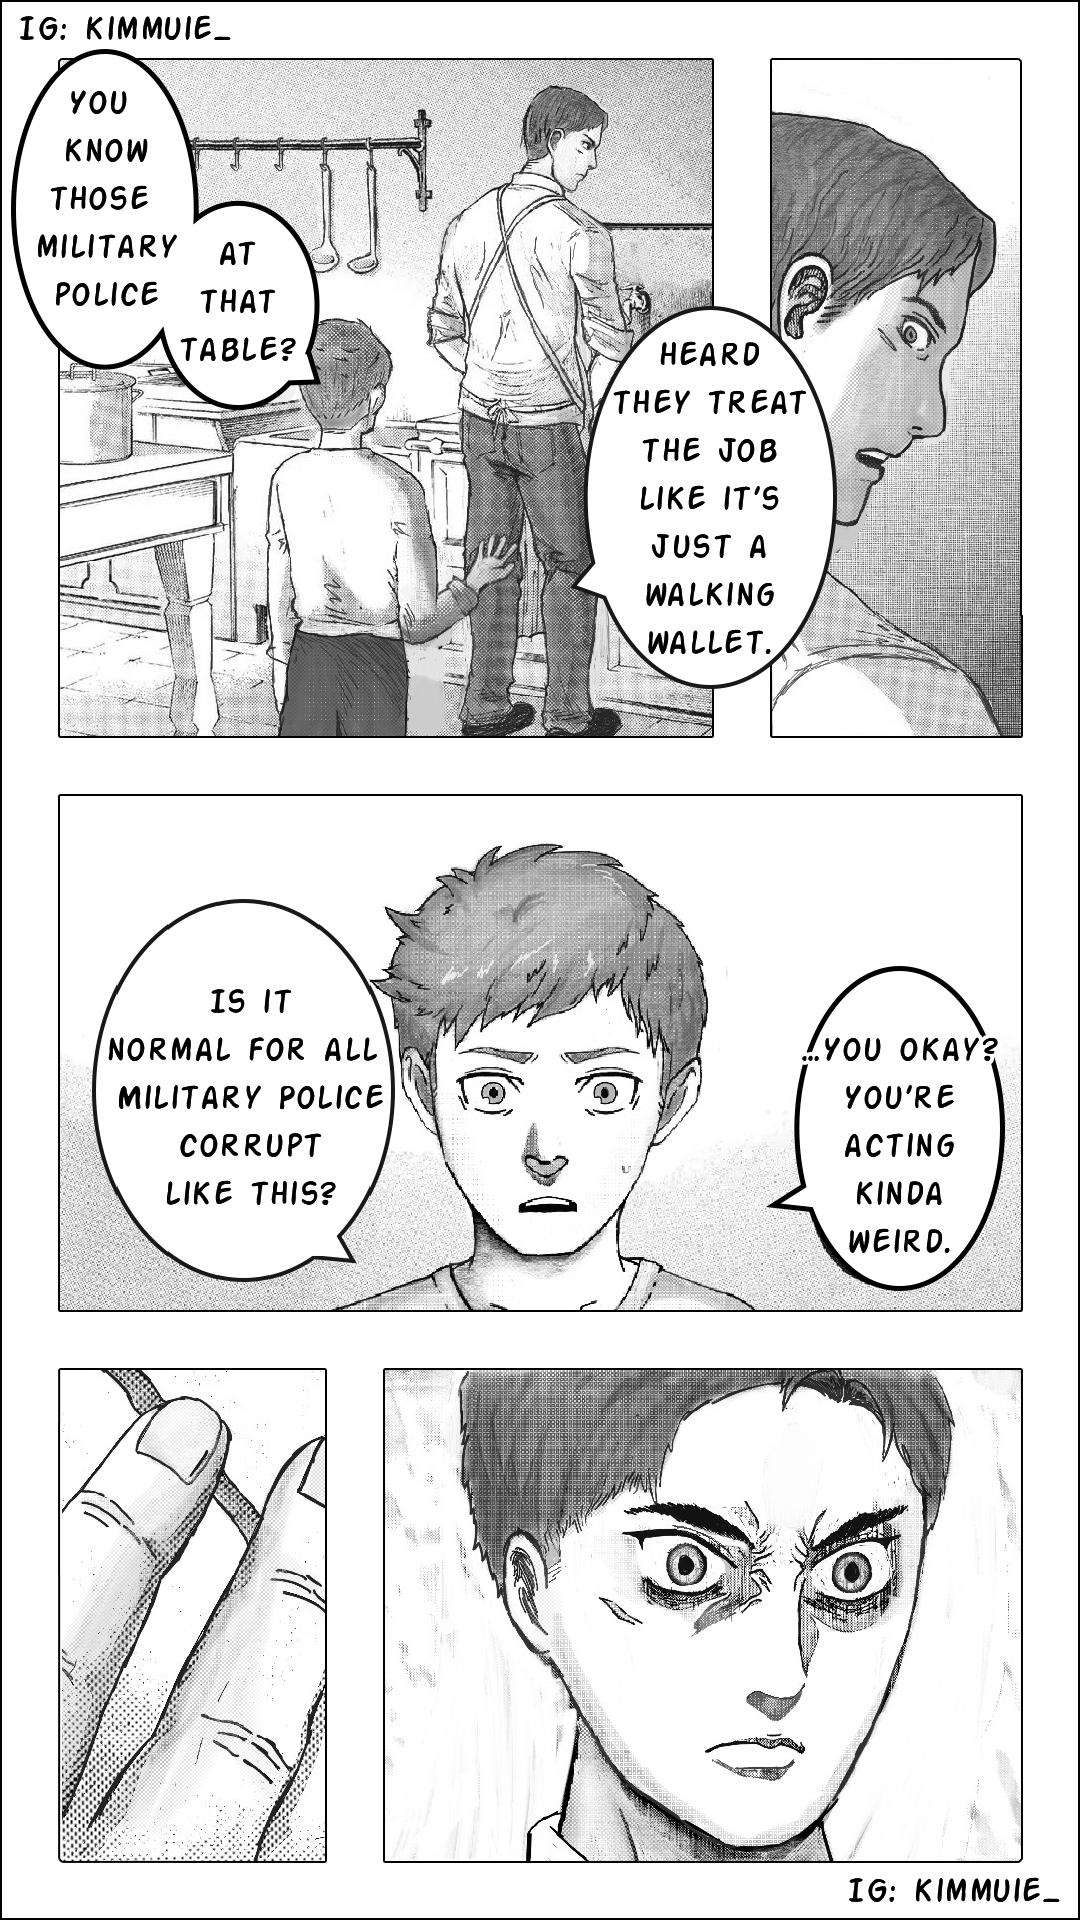 IG: KIMMUIE_
YOU
KNOW
THOSE
MILITARY
POLICE
AT
THAT
TABLE?
HEARD
THEY TREAT
THE JOB
LIKE IT'S
JUST A
WALKING
WALLET.
IS IT
NORMAL FOR ALL
MILITARY POLICE
CORRUPT
LIKE THIS?
...YOU OKAY?
YOU'RE
ACTING
KINDA
WEIRD.
IG: KIMMUIE_